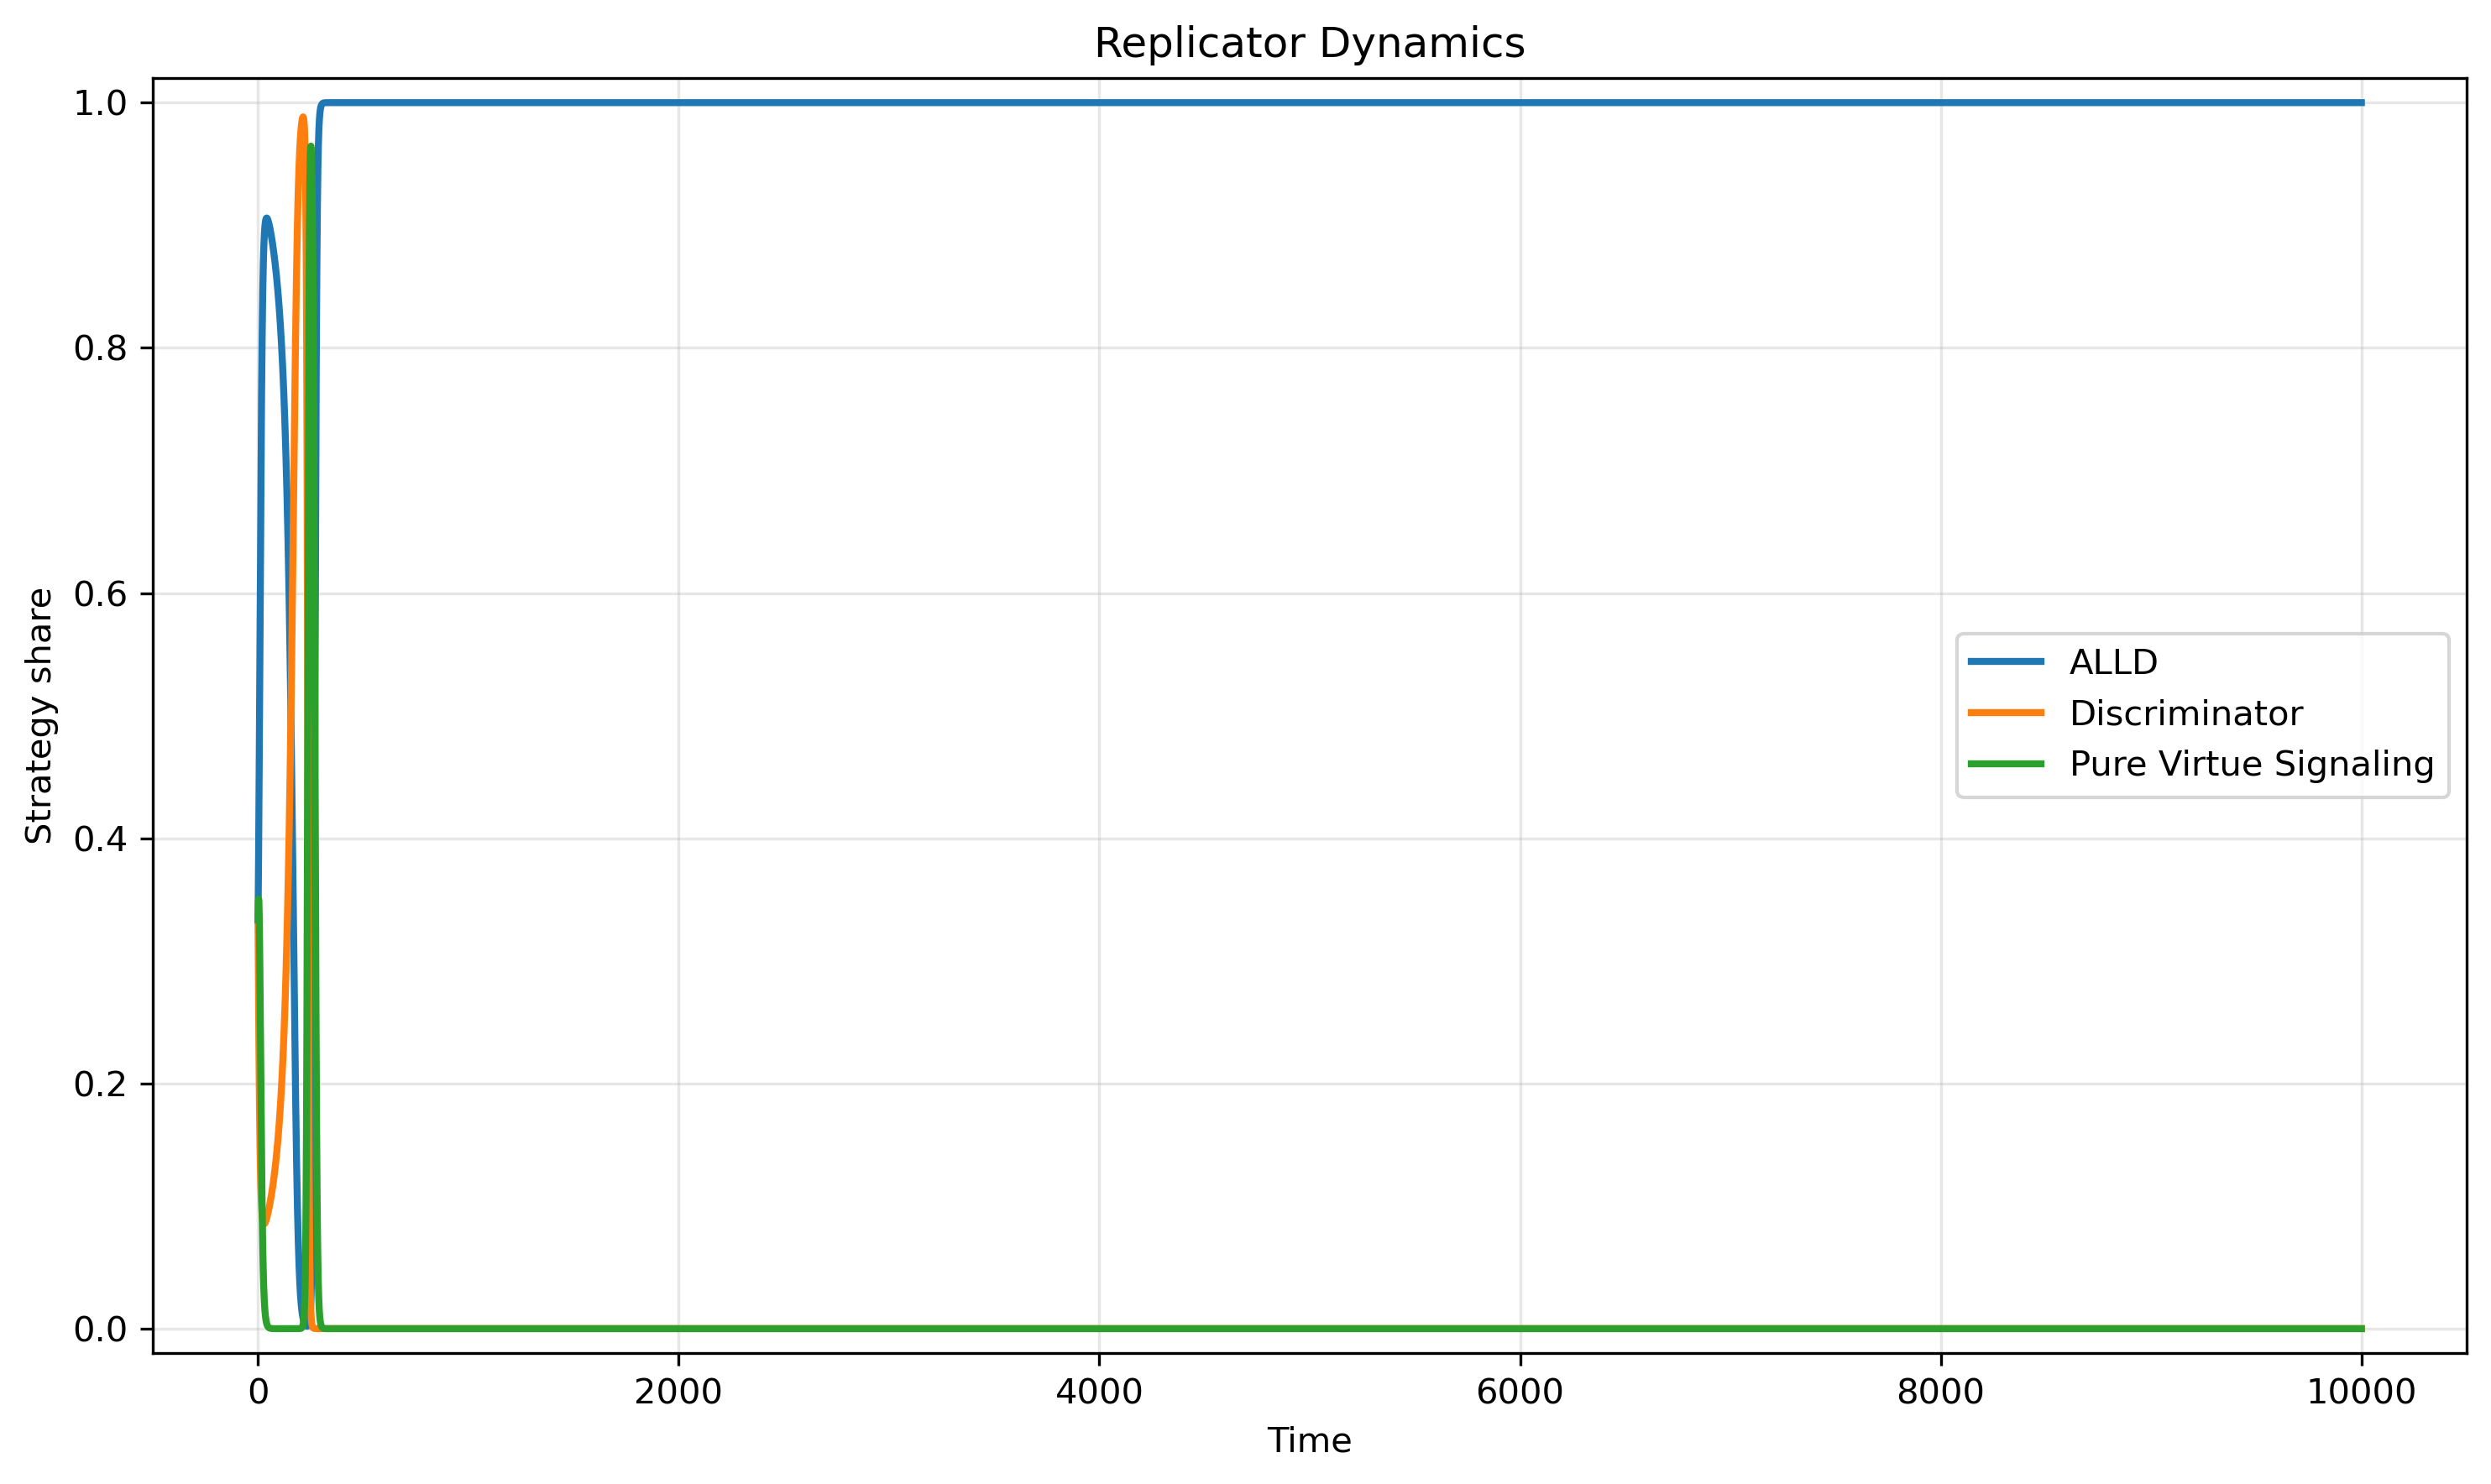 Replicator Dynamics
1.0
0.8
0.6
0.4
0.2
0.0
Strategy share
ALLD
Discriminator
Pure Virtue Signaling
0 2000 4000 6000 8000 10000
Time